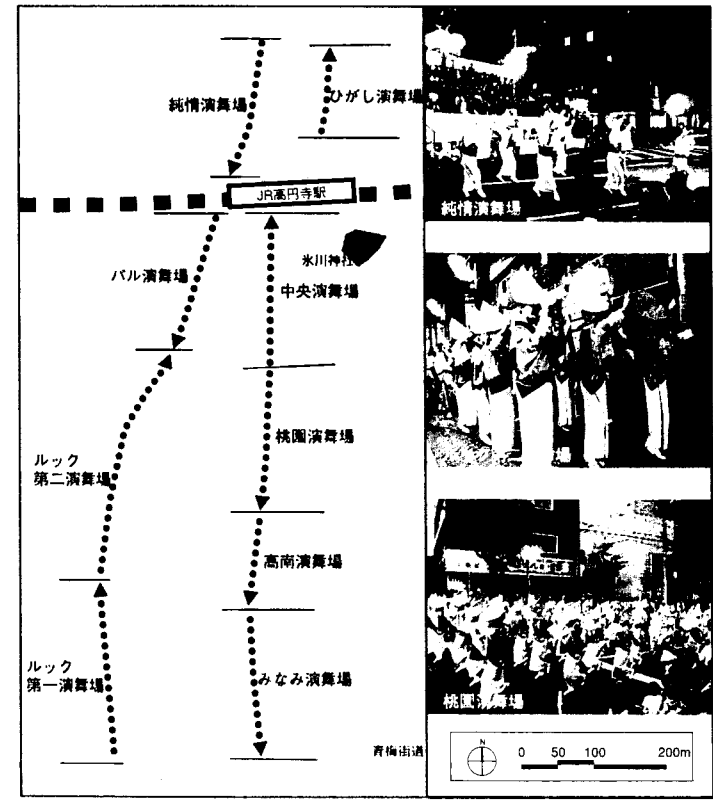 純情演舞場
ひがし演舞場
JR高円寺駅
氷川神社
パル演舞場
中央演舞場
桃園演舞場
ルック
第二演舞場
高南演舞場
ルック
第一演舞場
みなみ演舞場
青梅街道
純情演舞場
桃園演舞場
N
0 50 100 200m